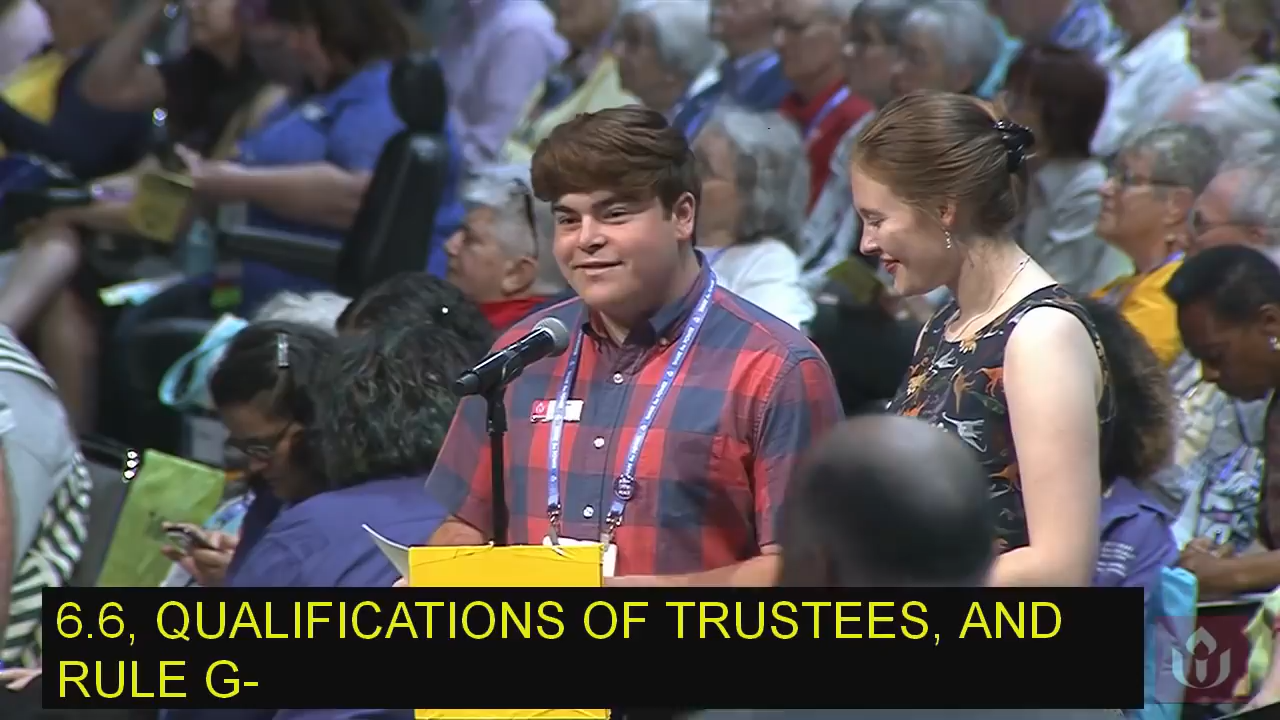 6.6, QUALIFICATIONS OF TRUSTEES, AND
RULE G-